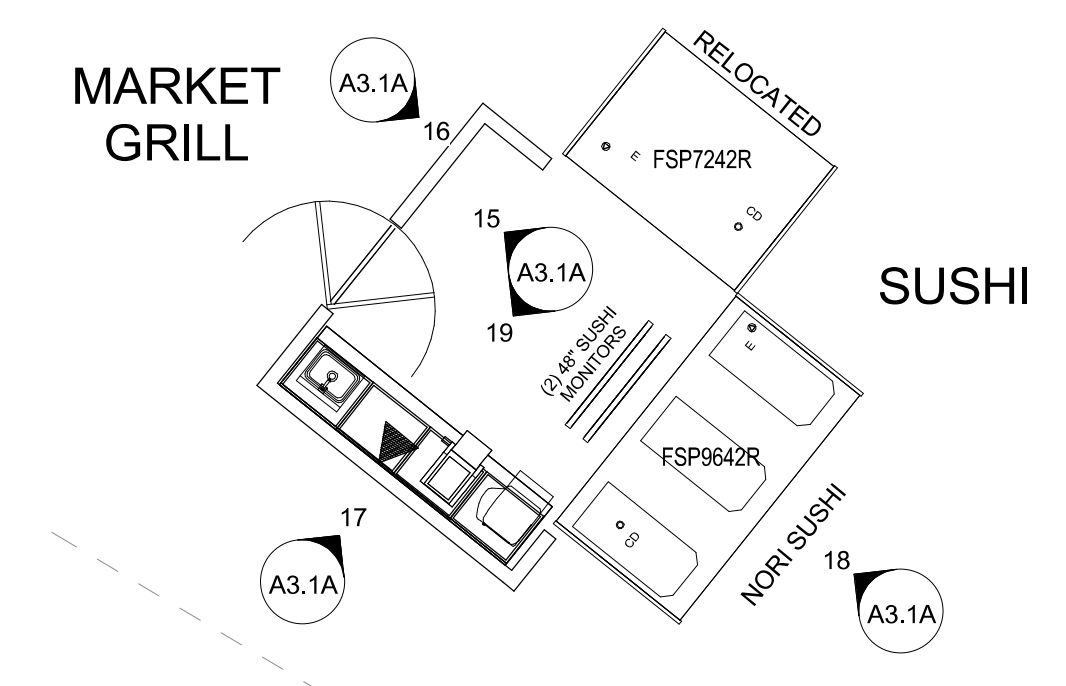 MARKET
GRILL
A3.1A
16
RELOCATED
FSP7242R
E
CD
15
A3.1A
19
SUSHI
(2) 48" SUSHI
MONITORS
E
FSP9642R
CD
NORI SUSHI
17
A3.1A
18
A3.1A